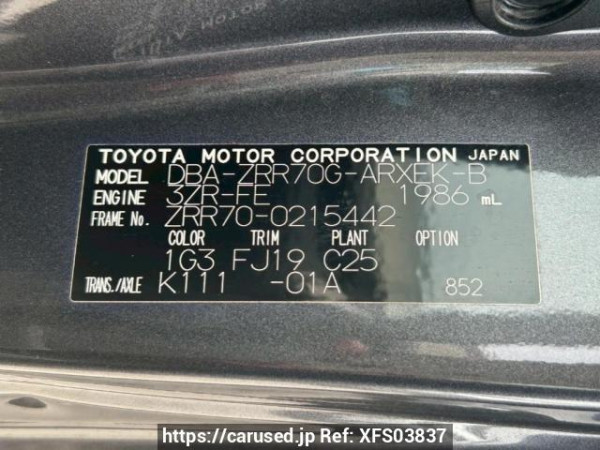 TOYOTA MOTOR CORPORATION JAPAN
MODEL DBA-ZRR70G-ARXEK-B
ENGINE 3ZR-FE 1986 mL
FRAME No. ZRR70-0215442
COLOR TRIM PLANT OPTION
1G3 FJ19 C25
TRANS./AXLE K111 -01A 852
https://carused.jp Ref: XFS03837